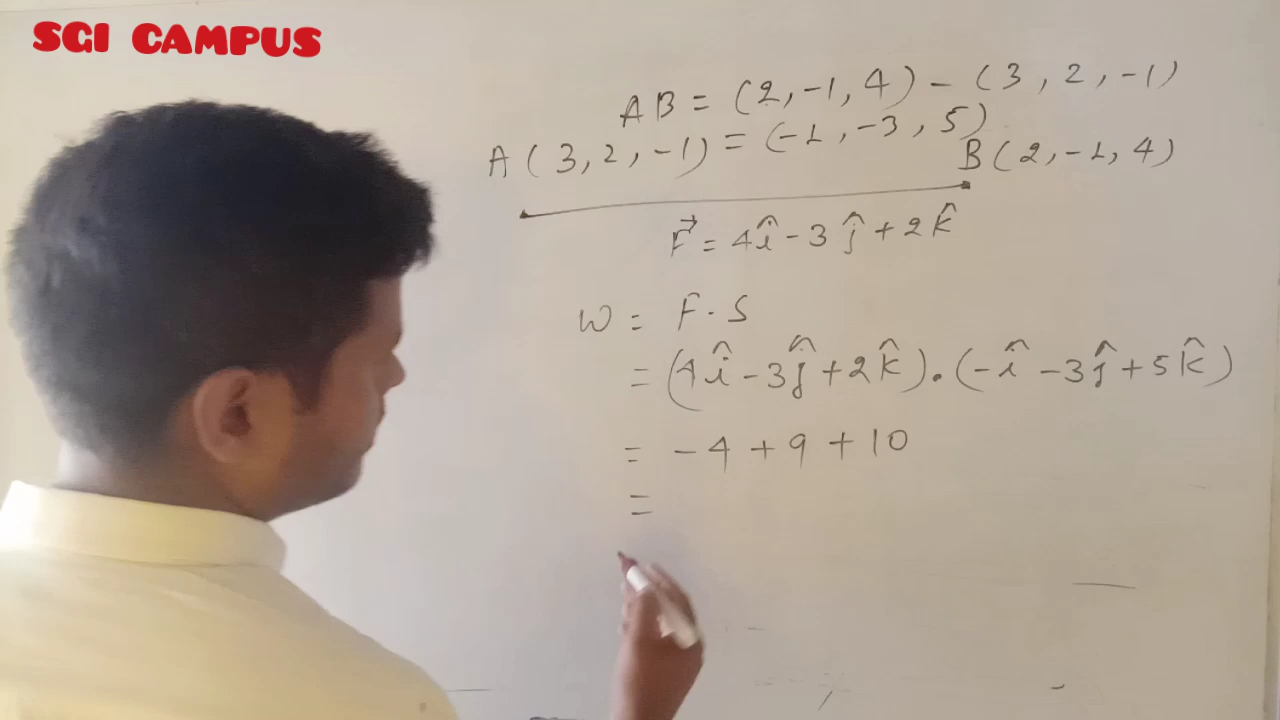 SGI CAMPUS
AB = (2, -1, 4) - (3, 2, -1)
A (3, 2, -1) = (-1, -3, 5)
B (2, -1, 4)
F⃗ = 4î - 3ĵ + 2k̂
W = F⃗ . S
= (4î - 3ĵ + 2k̂) . (-î - 3ĵ + 5k̂)
= -4 + 9 + 10
=